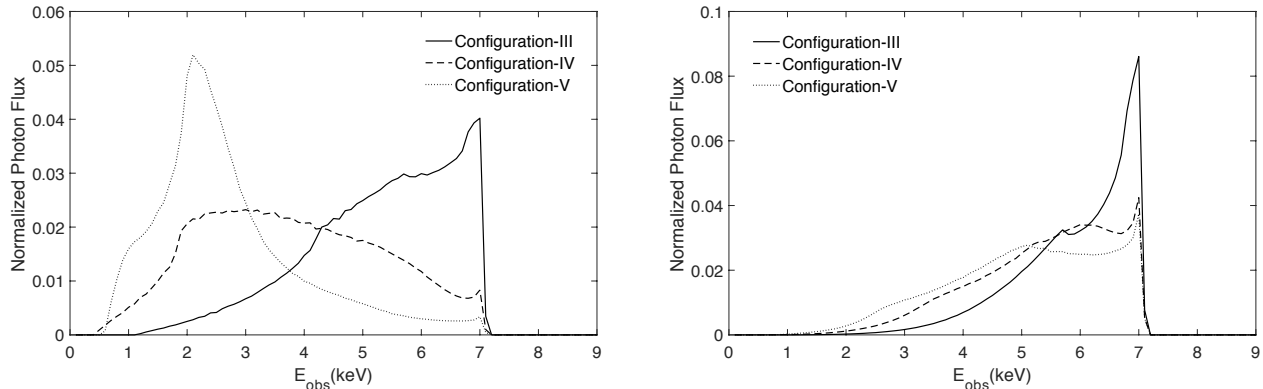 0.06
0.05
0.04
0.03
0.02
0.01
0
Normalized Photon Flux
Configuration-III
Configuration-IV
Configuration-V
0 1 2 3 4 5 6 7 8 9
E_obs(keV)
0.1
0.08
0.06
0.04
0.02
0
Normalized Photon Flux
Configuration-III
Configuration-IV
Configuration-V
0 1 2 3 4 5 6 7 8 9
E_obs(keV)